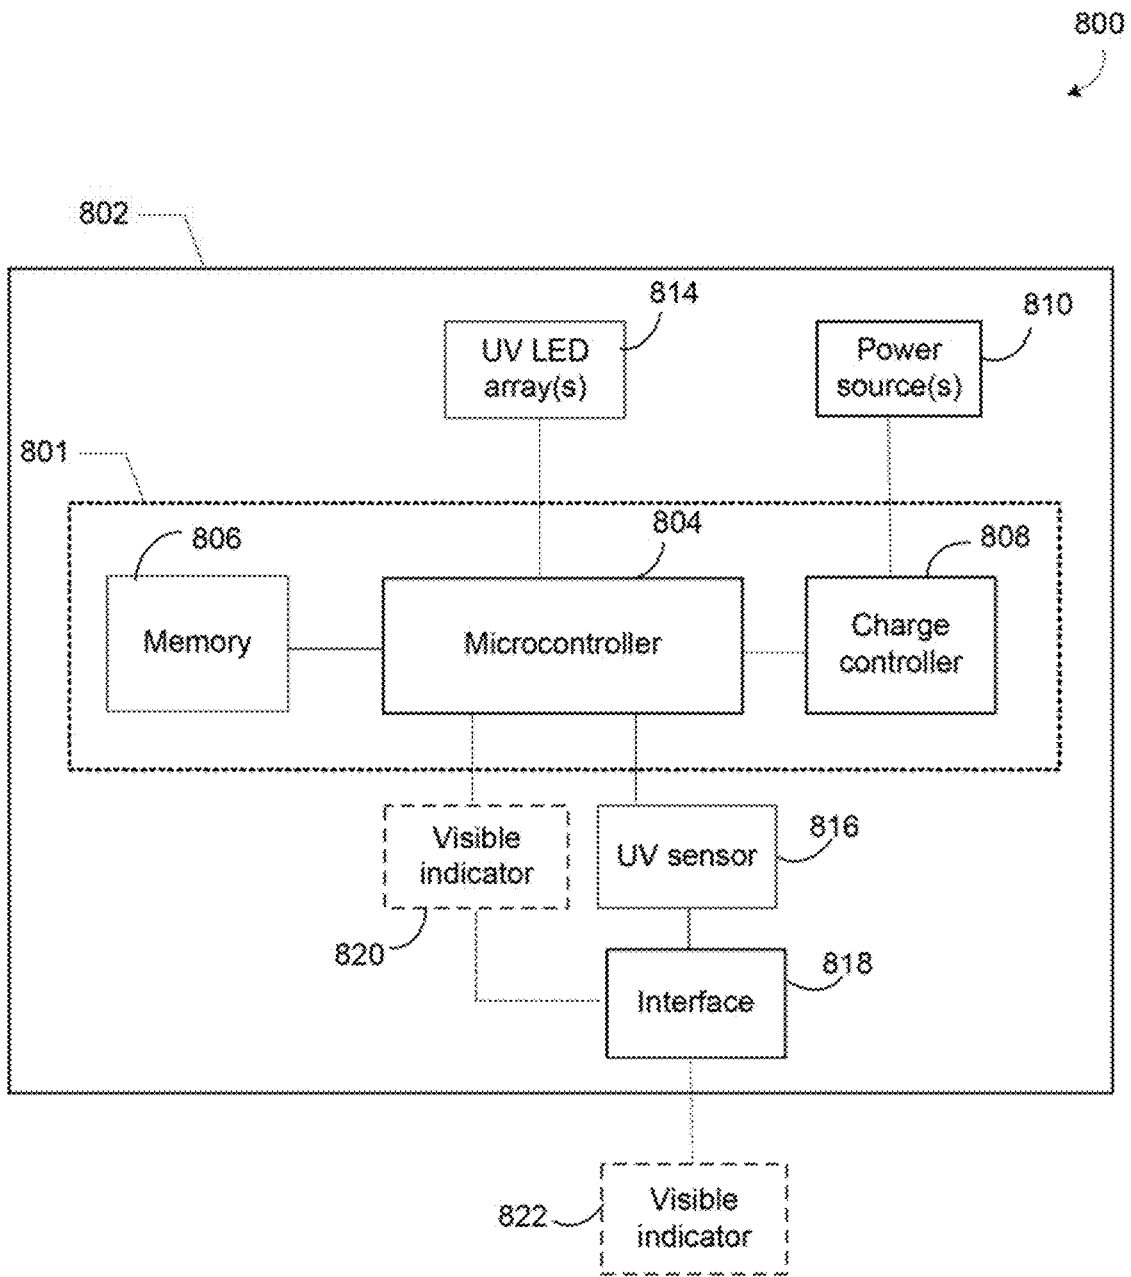 800
802
814
810
UV LED
array(s)
Power
source(s)
801
806
804
808
Memory
Microcontroller
Charge
controller
Visible
indicator
UV sensor
816
820
818
Interface
822
Visible
indicator